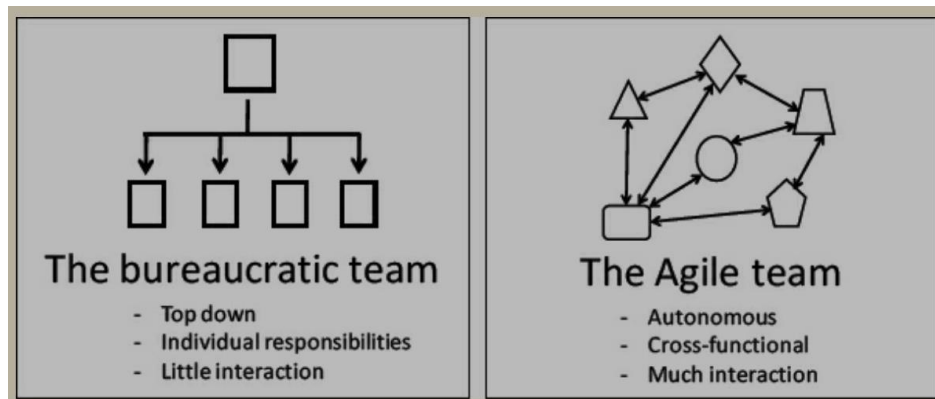 The bureaucratic team
- Top down
- Individual responsibilities
- Little interaction
The Agile team
- Autonomous
- Cross-functional
- Much interaction